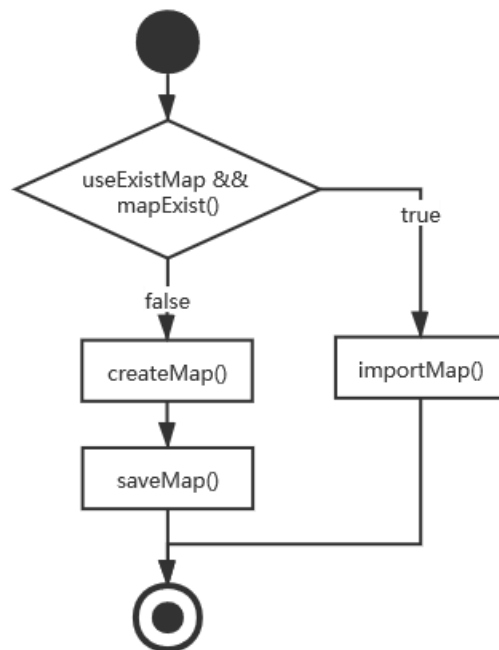 useExistMap &&
mapExist()
true
false
createMap()
importMap()
saveMap()